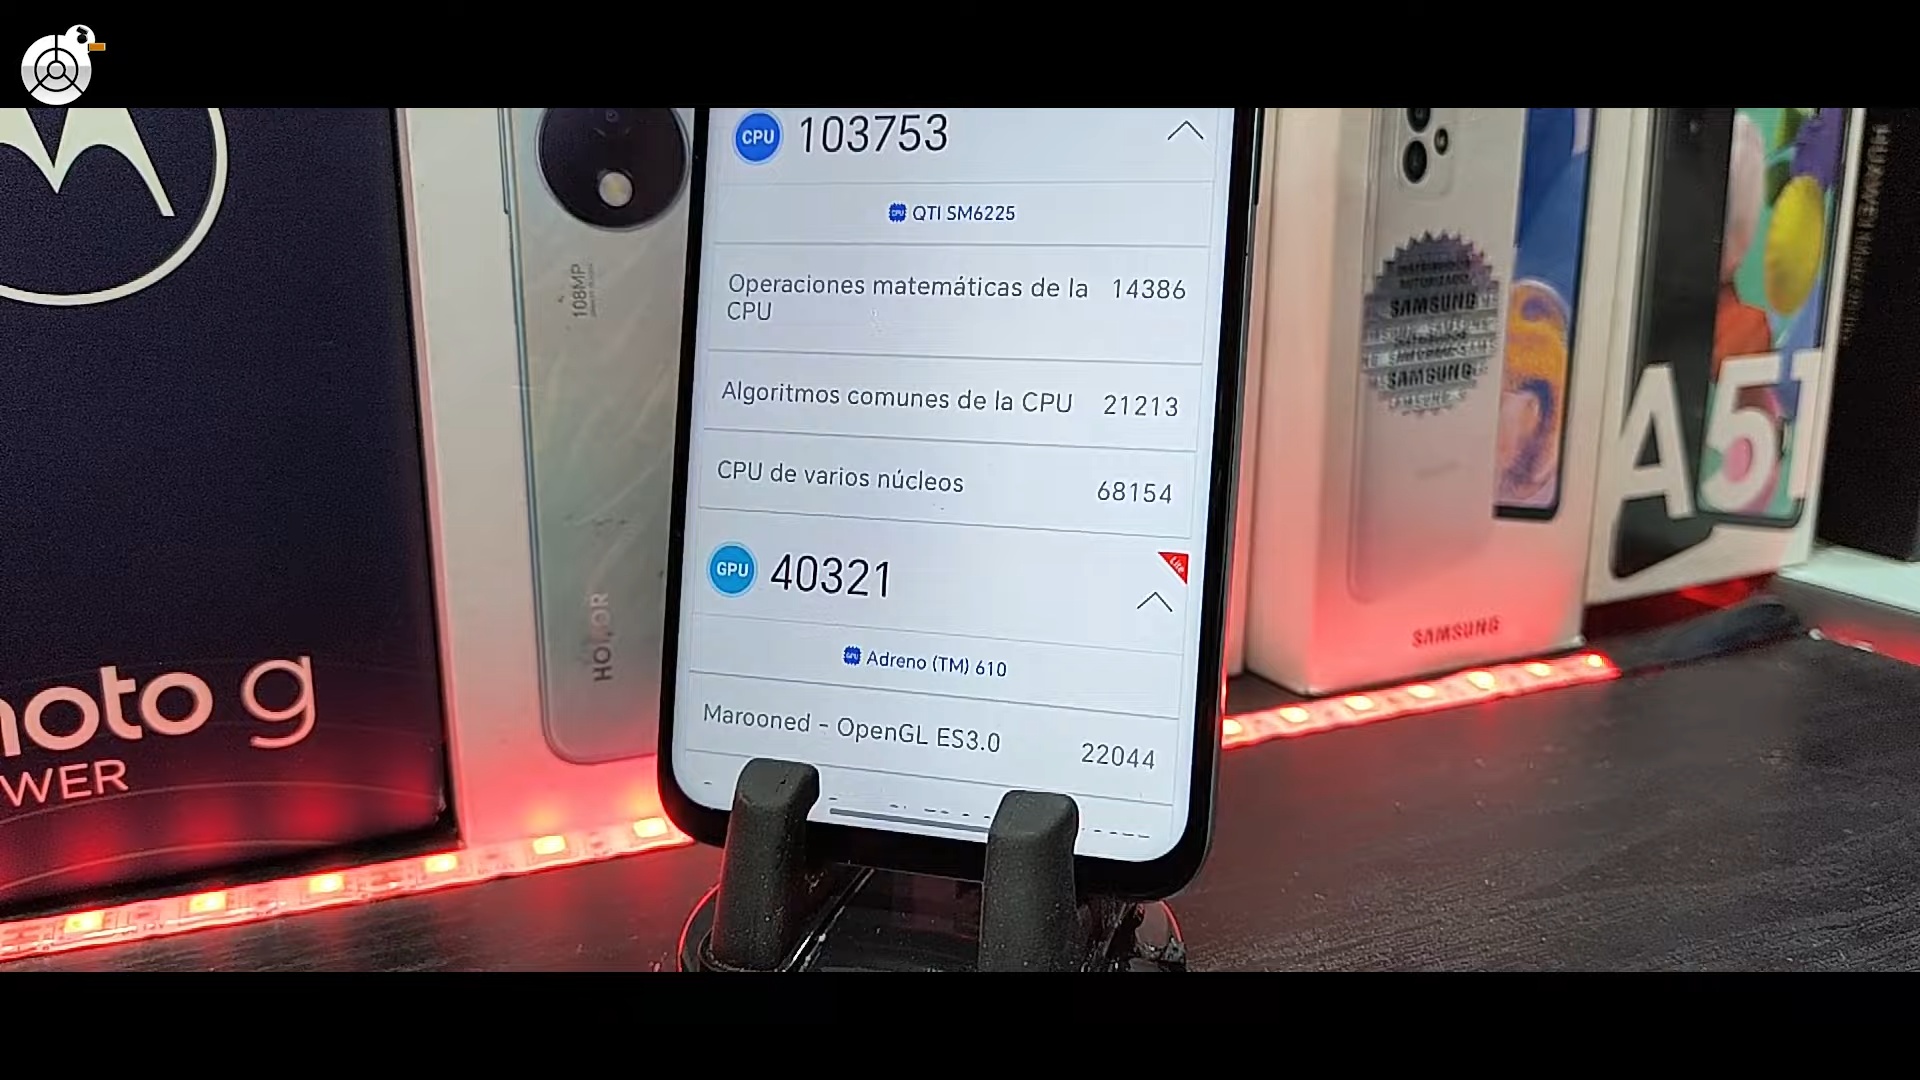 CPU 103753
QTI SM6225
Operaciones matemáticas de la CPU 14386
Algoritmos comunes de la CPU 21213
CPU de varios núcleos 68154
GPU 40321
Lite
Adreno (TM) 610
Marooned - OpenGL ES3.0 22044
moto g
108MP
HONOR
SAMSUNG
SAMSUNG
SAMSUNG
A51